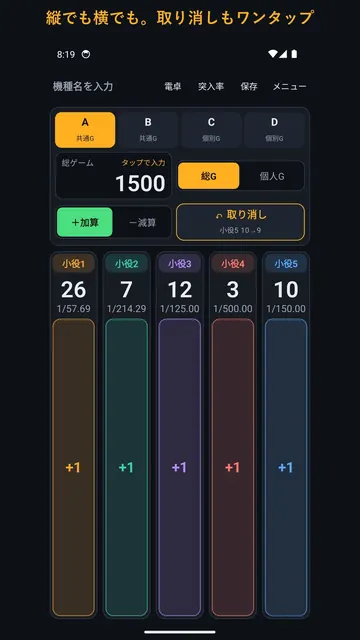 縦でも横でも。取り消しもワンタップ
8:19
機種名を入力 電卓 突入率 保存 メニュー
A B C D
共通G 共通G 個別G 個別G
総ゲーム タップで入力
1500
総G 個人G
+加算 −減算
取り消し
小役5 10→9
小役1 小役2 小役3 小役4 小役5
26 7 12 3 10
1/57.69 1/214.29 1/125.00 1/500.00 1/150.00
+1 +1 +1 +1 +1